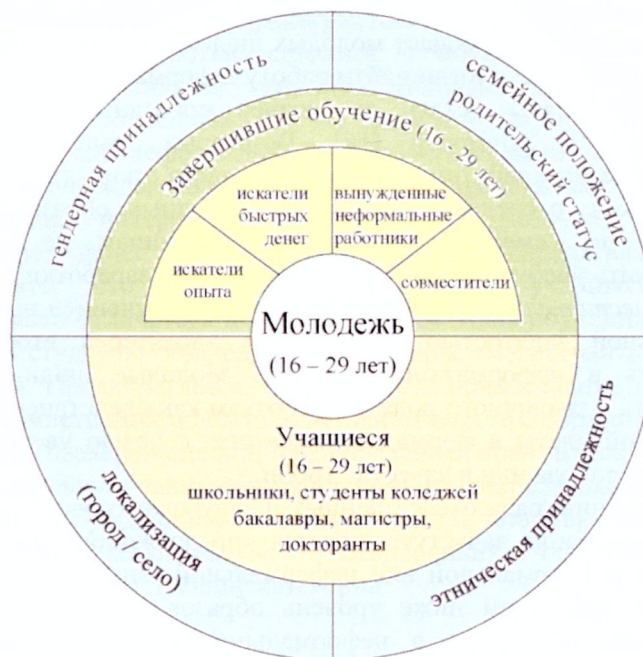 гендерная принадлежность
семейное положение
родительский статус
Завершившие обучение (16 - 29 лет)
искатели
быстрых
денег
вынужденные
неформальные
работники
искатели
опыта
совместители
Молодежь
(16 – 29 лет)
Учащиеся
(16 – 29 лет)
школьники, студенты коледжей
бакалавры, магистры,
докторанты
локализация
(город / село)
этническая принадлежность